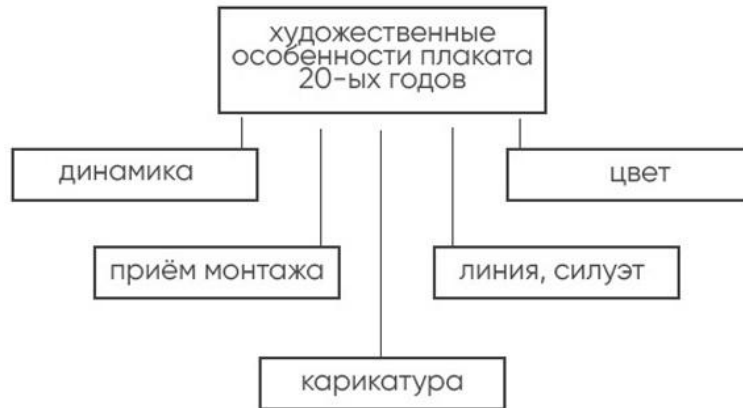 художественные
особенности плаката
20-ых годов
динамика
цвет
приём монтажа
линия, силуэт
карикатура